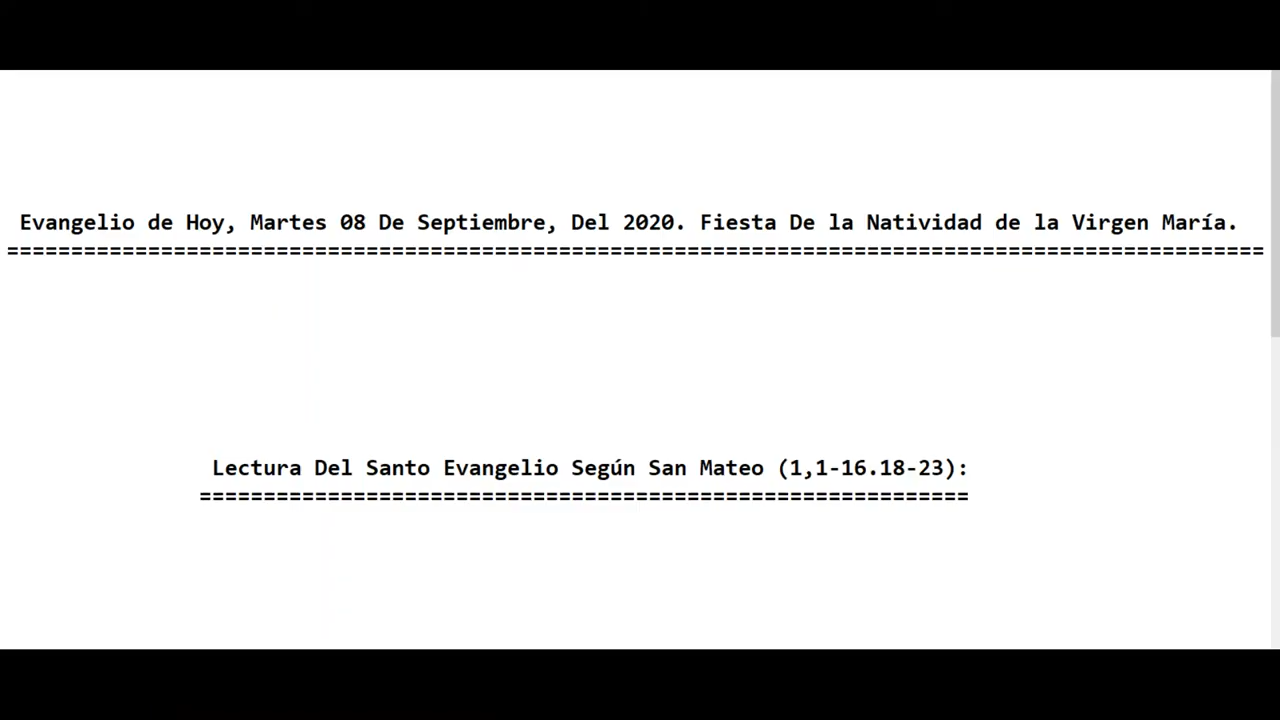 Evangelio de Hoy, Martes 08 De Septiembre, Del 2020. Fiesta De la Natividad de la Virgen María.
==================================================================================================
Lectura Del Santo Evangelio Según San Mateo (1,1-16.18-23):
============================================================